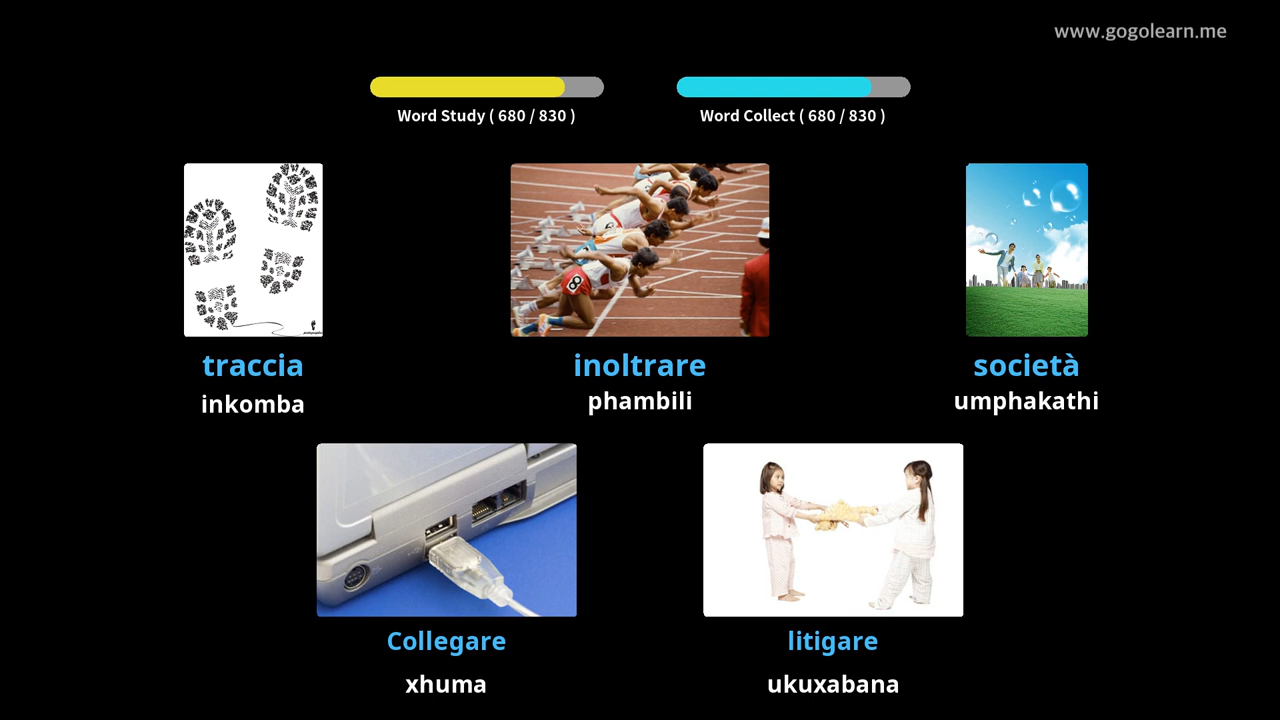 www.gogolearn.me
Word Study ( 680 / 830 )
Word Collect ( 680 / 830 )
traccia
inkomba
inoltrare
phambili
società
umphakathi
Collegare
xhuma
litigare
ukuxabana